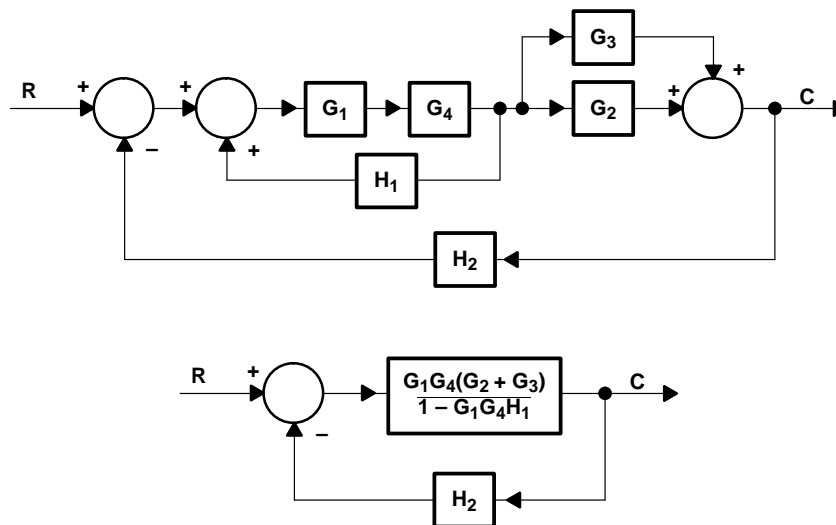 G₃
R + + + + C
G₁ G₄ G₂
− + H₁
H₂
R + G₁G₄(G₂ + G₃) C
1 − G₁G₄H₁
−
H₂